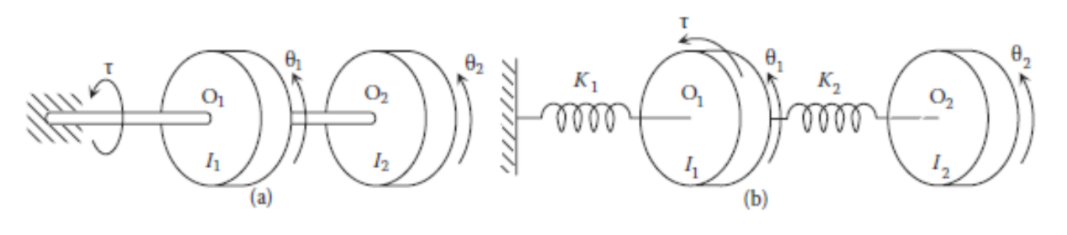 τ O₁ θ₁ O₂ θ₂
I₁ I₂
(a)
τ
K₁ O₁ θ₁ K₂ O₂ θ₂
I₁ I₂
(b)